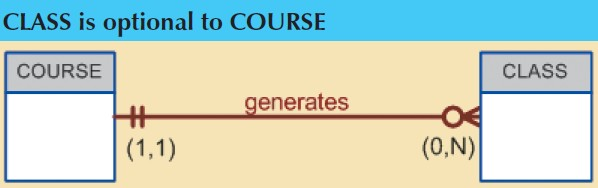 CLASS is optional to COURSE
COURSE
CLASS
generates
(1,1)
(0,N)